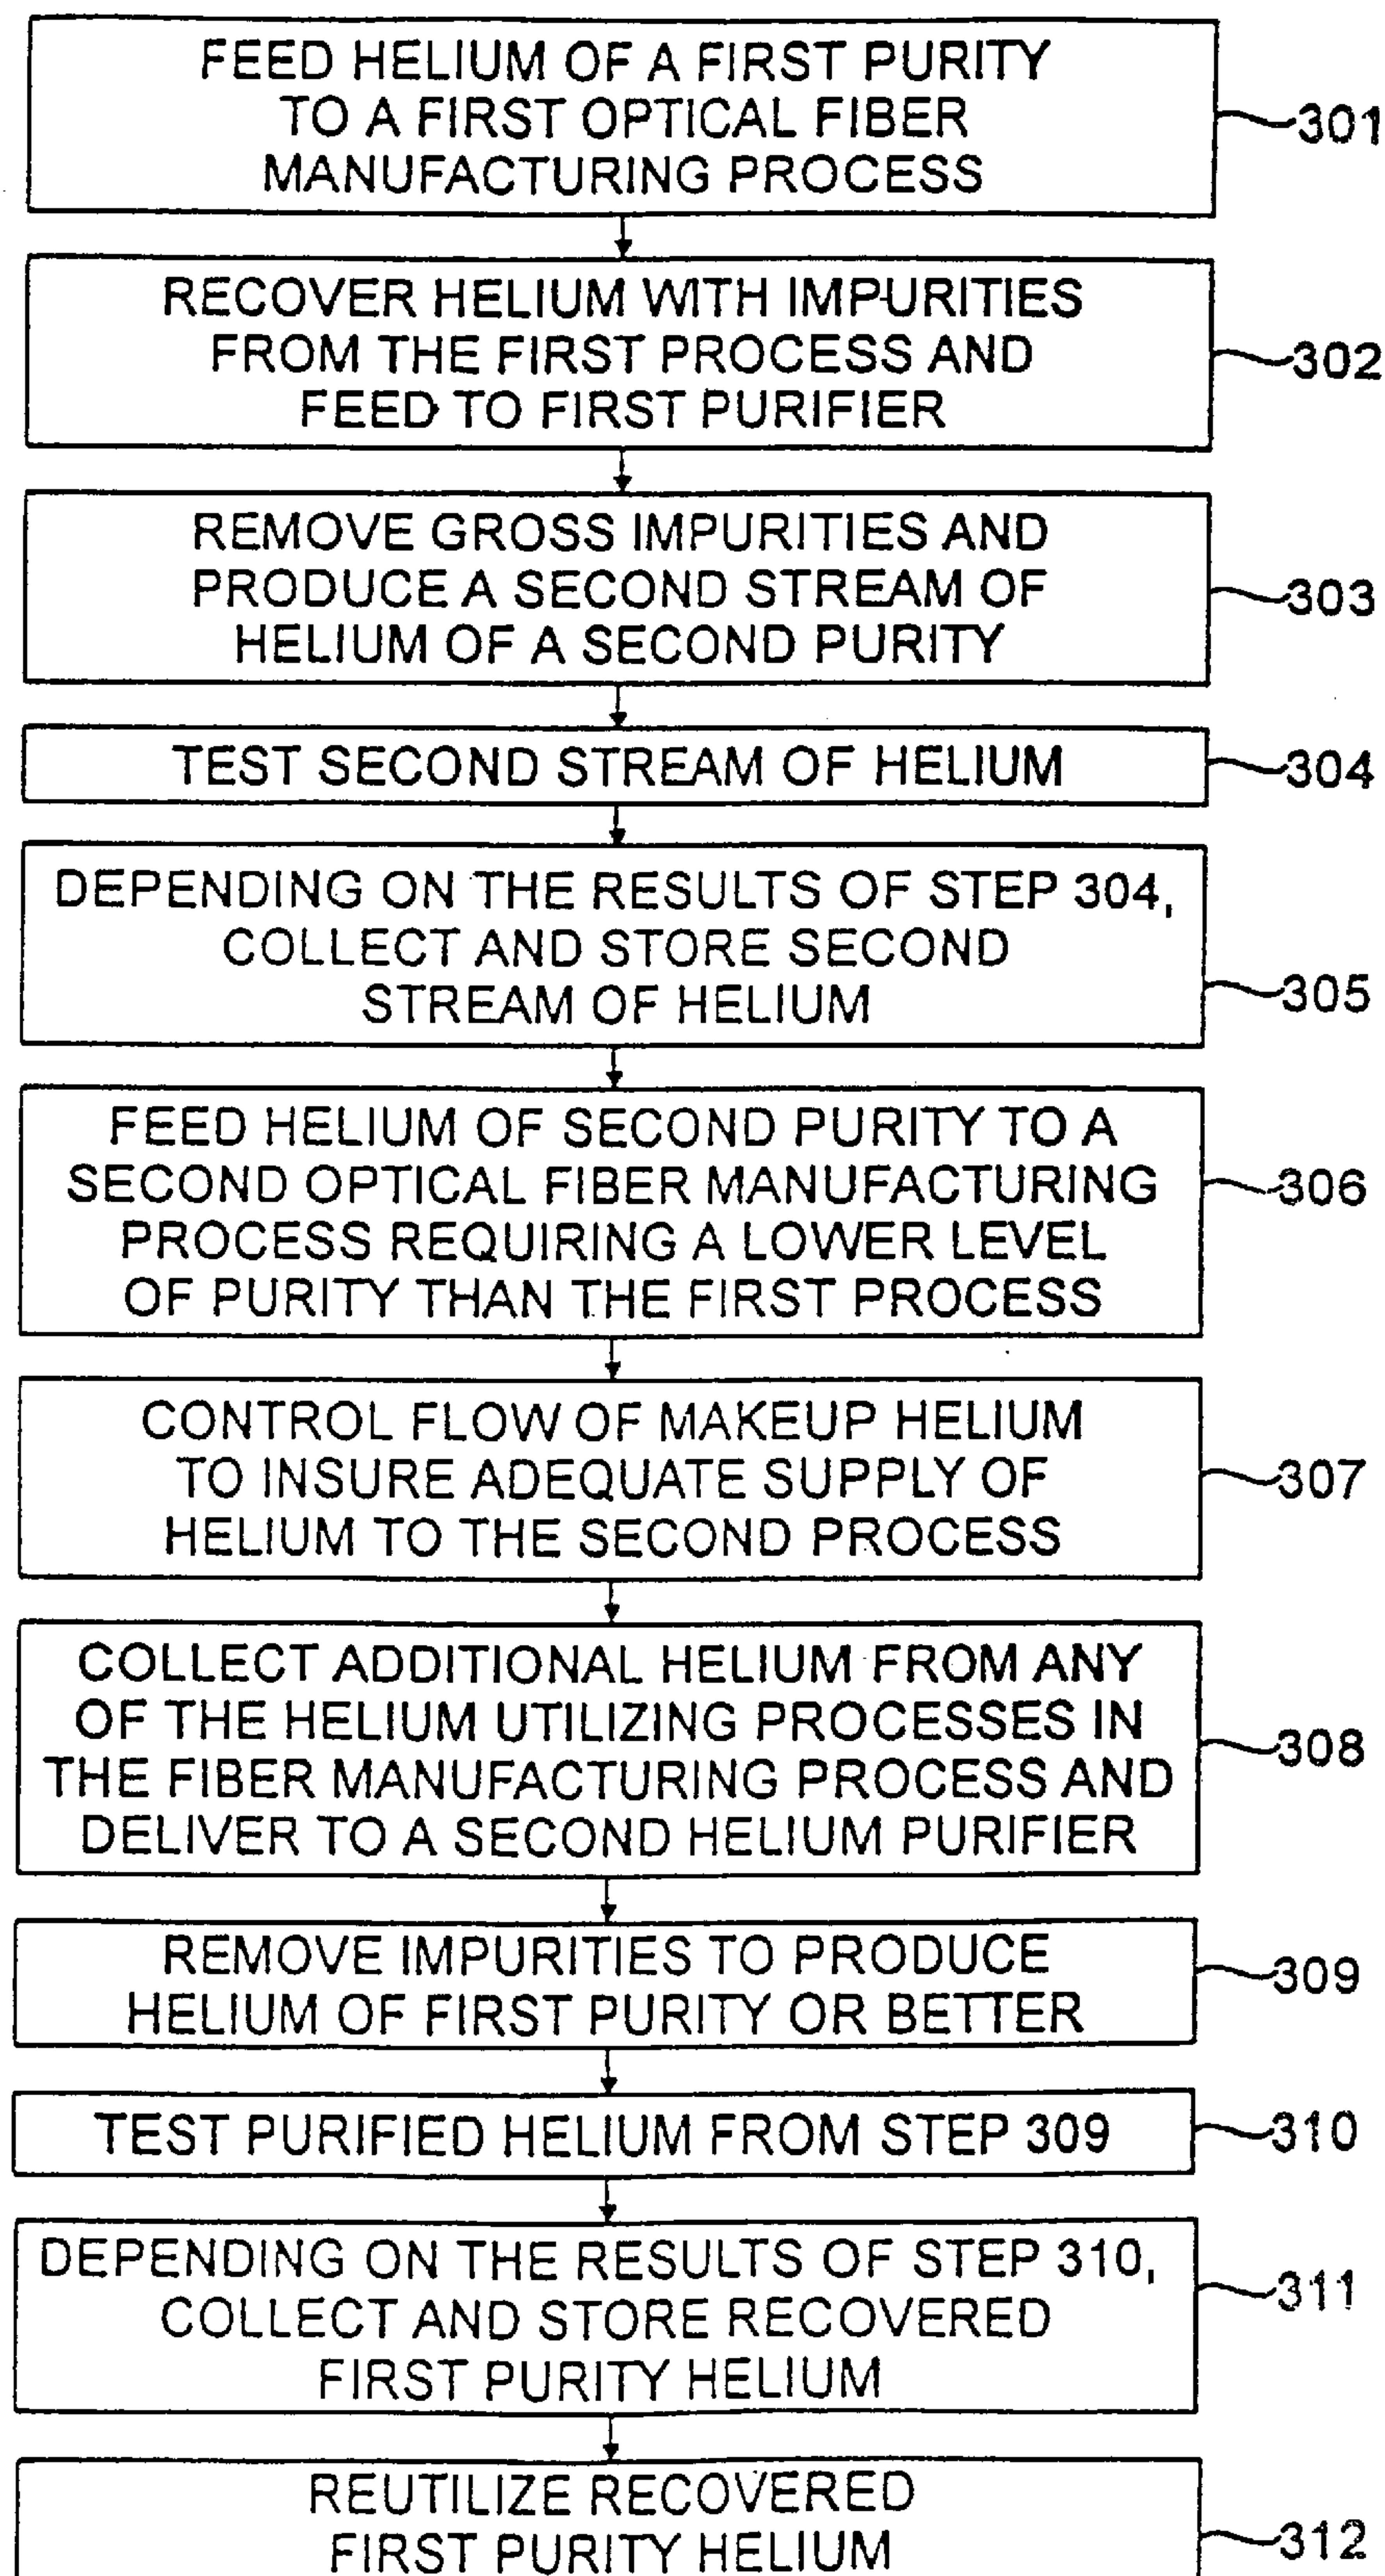 FEED HELIUM OF A FIRST PURITY
TO A FIRST OPTICAL FIBER
MANUFACTURING PROCESS
301
RECOVER HELIUM WITH IMPURITIES
FROM THE FIRST PROCESS AND
FEED TO FIRST PURIFIER
302
REMOVE GROSS IMPURITIES AND
PRODUCE A SECOND STREAM OF
HELIUM OF A SECOND PURITY
303
TEST SECOND STREAM OF HELIUM
304
DEPENDING ON THE RESULTS OF STEP 304,
COLLECT AND STORE SECOND
STREAM OF HELIUM
305
FEED HELIUM OF SECOND PURITY TO A
SECOND OPTICAL FIBER MANUFACTURING
PROCESS REQUIRING A LOWER LEVEL
OF PURITY THAN THE FIRST PROCESS
306
CONTROL FLOW OF MAKEUP HELIUM
TO INSURE ADEQUATE SUPPLY OF
HELIUM TO THE SECOND PROCESS
307
COLLECT ADDITIONAL HELIUM FROM ANY
OF THE HELIUM UTILIZING PROCESSES IN
THE FIBER MANUFACTURING PROCESS AND
DELIVER TO A SECOND HELIUM PURIFIER
308
REMOVE IMPURITIES TO PRODUCE
HELIUM OF FIRST PURITY OR BETTER
309
TEST PURIFIED HELIUM FROM STEP 309
310
DEPENDING ON THE RESULTS OF STEP 310,
COLLECT AND STORE RECOVERED
FIRST PURITY HELIUM
311
REUTILIZE RECOVERED
FIRST PURITY HELIUM
312